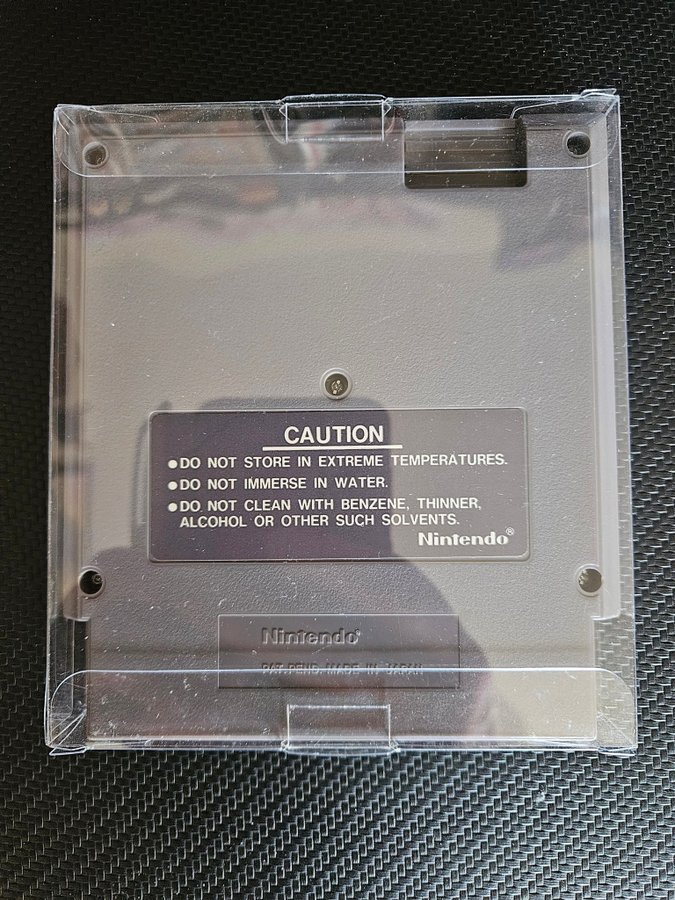 CAUTION
●DO NOT STORE IN EXTREME TEMPERATURES.
●DO NOT IMMERSE IN WATER.
●DO NOT CLEAN WITH BENZENE, THINNER,
ALCOHOL OR OTHER SUCH SOLVENTS.
Nintendo®
Nintendo®
PAT. PEND. MADE IN JAPAN